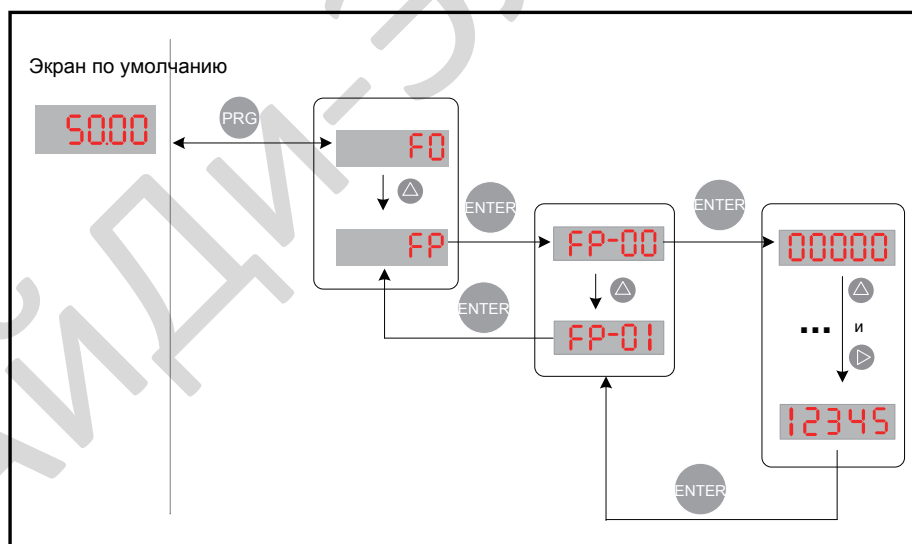 Экран по умолчанию
50.00
PRG
F0
FP
ENTER
ENTER
FP-00
FP-01
ENTER
00000
... и
12345
ENTER